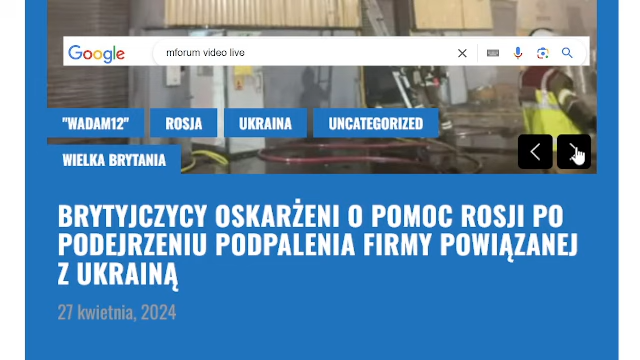 Google mforum video live
"WADAM12" ROSJA UKRAINA UNCATEGORIZED
WIELKA BRYTANIA
BRYTYJCZYCY OSKARŻENI O POMOC ROSJI PO
PODEJRZENIU PODPALENIA FIRMY POWIĄZANEJ
Z UKRAINĄ
27 kwietnia, 2024